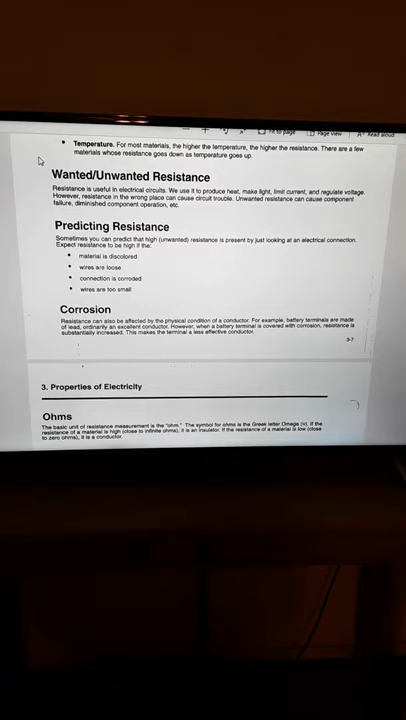 Fit to page Page view A Read aloud
• Temperature. For most materials, the higher the temperature, the higher the resistance. There are a few
materials whose resistance goes down as temperature goes up.
Wanted/Unwanted Resistance
Resistance is useful in electrical circuits. We use it to produce heat, make light, limit current, and regulate voltage.
However, resistance in the wrong place can cause circuit trouble. Unwanted resistance can cause component
failure, diminished component operation, etc.
Predicting Resistance
Sometimes you can predict that high (unwanted) resistance is present by just looking at an electrical connection.
Expect resistance to be high if the:
• material is discolored
• wires are loose
• connection is corroded
• wires are too small
Corrosion
Resistance can also be affected by the physical condition of a conductor. For example, battery terminals are made
of lead, ordinarily an excellent conductor. However, when a battery terminal is covered with corrosion, resistance is
substantially increased. This makes the terminal a less effective conductor.
3-7
3. Properties of Electricity
Ohms
The basic unit of resistance measurement is the "ohm." The symbol for ohms is the Greek letter Omega (v). If the
resistance of a material is high (close to infinite ohms), it is an insulator. If the resistance of a material is low (close
to zero ohms), it is a conductor.